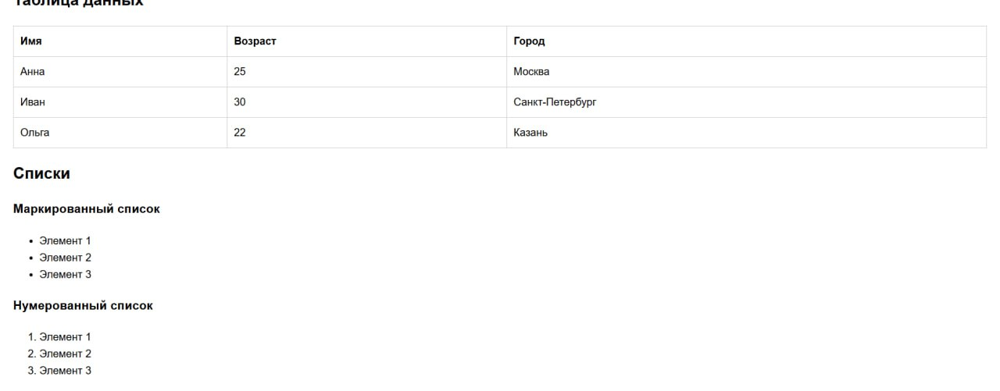 Таблица данных
Имя Возраст Город
Анна 25 Москва
Иван 30 Санкт-Петербург
Ольга 22 Казань
Списки
Маркированный список
• Элемент 1
• Элемент 2
• Элемент 3
Нумерованный список
1. Элемент 1
2. Элемент 2
3. Элемент 3